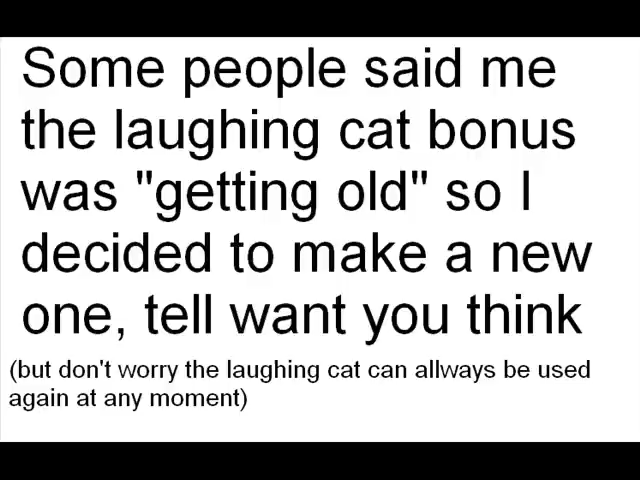 Some people said me
the laughing cat bonus
was "getting old" so I
decided to make a new
one, tell want you think
(but don't worry the laughing cat can allways be used
again at any moment)